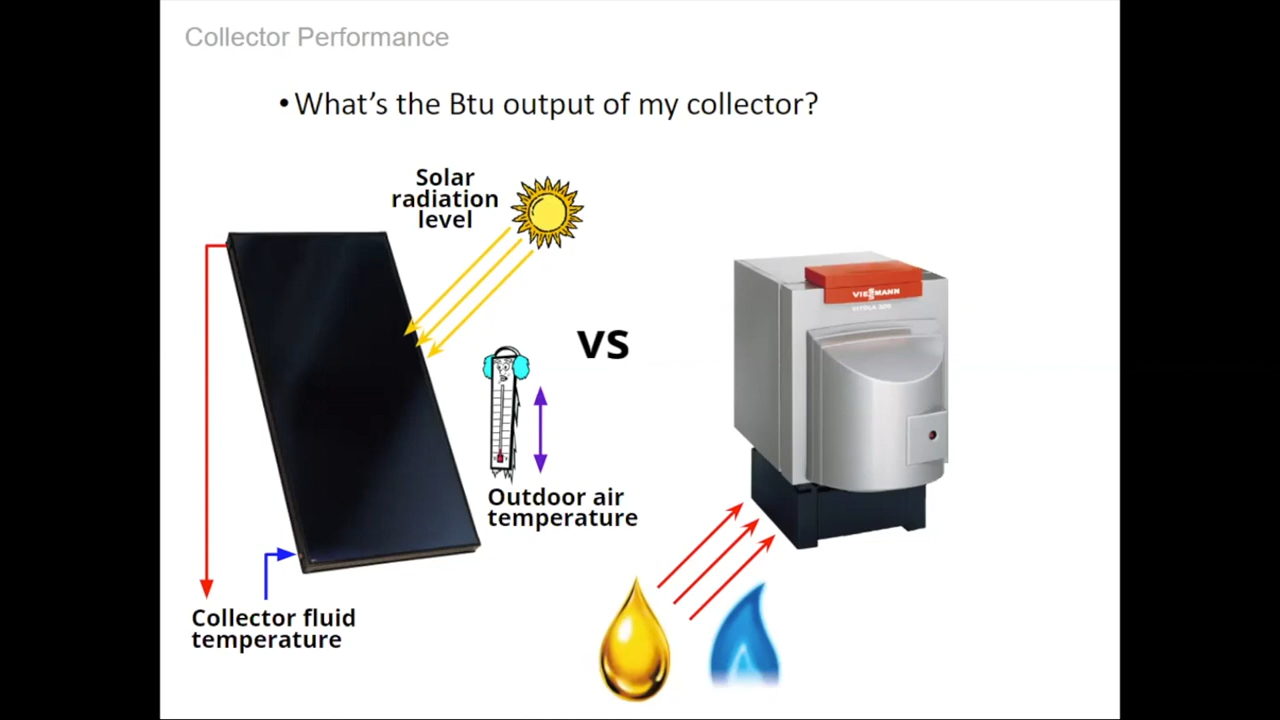 Collector Performance
•What's the Btu output of my collector?
Solar
radiation
level
vs
VIESMANN
Outdoor air
temperature
Collector fluid
temperature